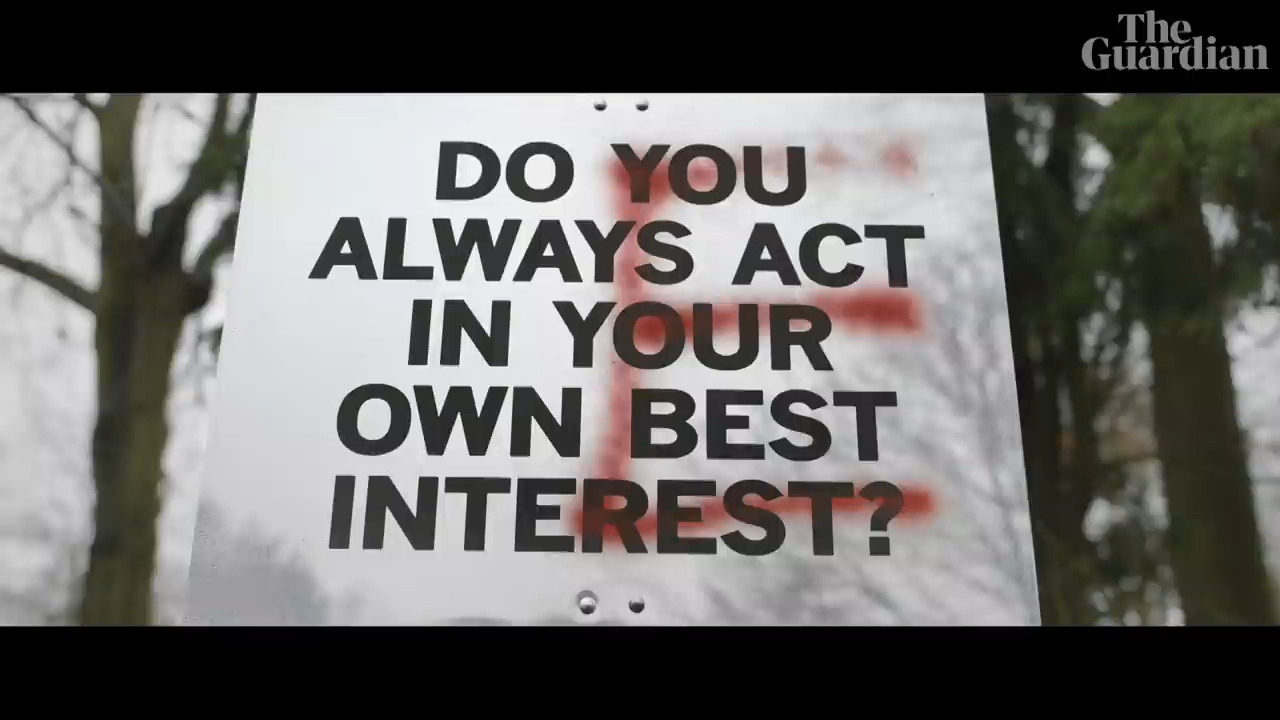 The
Guardian
DO YOU
ALWAYS ACT
IN YOUR
OWN BEST
INTEREST?
E